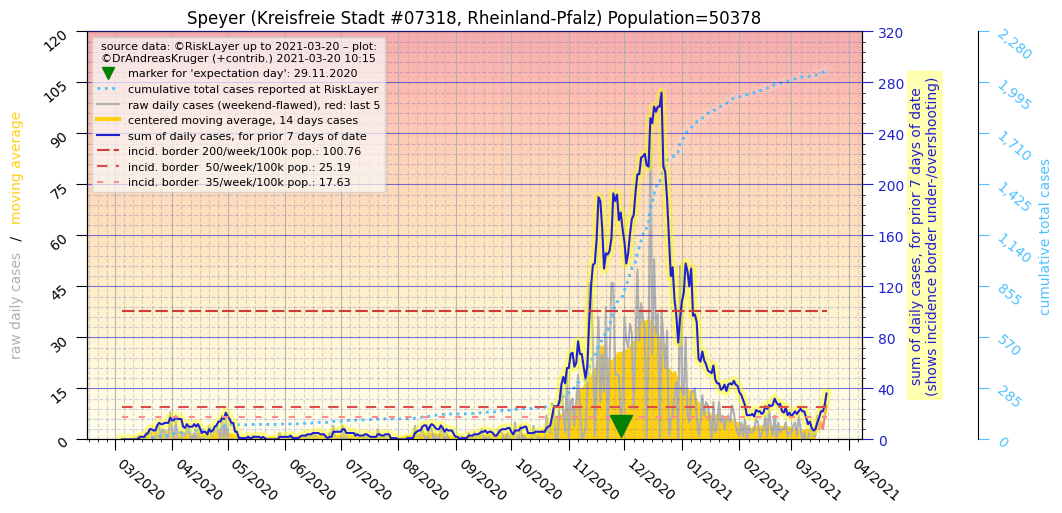 Speyer (Kreisfreie Stadt #07318, Rheinland-Pfalz) Population=50378
source data: ©RiskLayer up to 2021-03-20 – plot:
©DrAndreasKruger (+contrib.) 2021-03-20 10:15
marker for 'expectation day': 29.11.2020
cumulative total cases reported at RiskLayer
raw daily cases (weekend-flawed), red: last 5
centered moving average, 14 days cases
sum of daily cases, for prior 7 days of date
incid. border 200/week/100k pop.: 100.76
incid. border  50/week/100k pop.: 25.19
incid. border  35/week/100k pop.: 17.63
raw daily cases / moving average
120
105
90
75
60
45
30
15
0
03/2020
04/2020
05/2020
06/2020
07/2020
08/2020
09/2020
10/2020
11/2020
12/2020
01/2021
02/2021
03/2021
04/2021
320
280
240
200
160
120
80
40
0
sum of daily cases, for prior 7 days of date
(shows incidence border under-/overshooting)
2,280
1,995
1,710
1,425
1,140
855
570
285
0
cumulative total cases